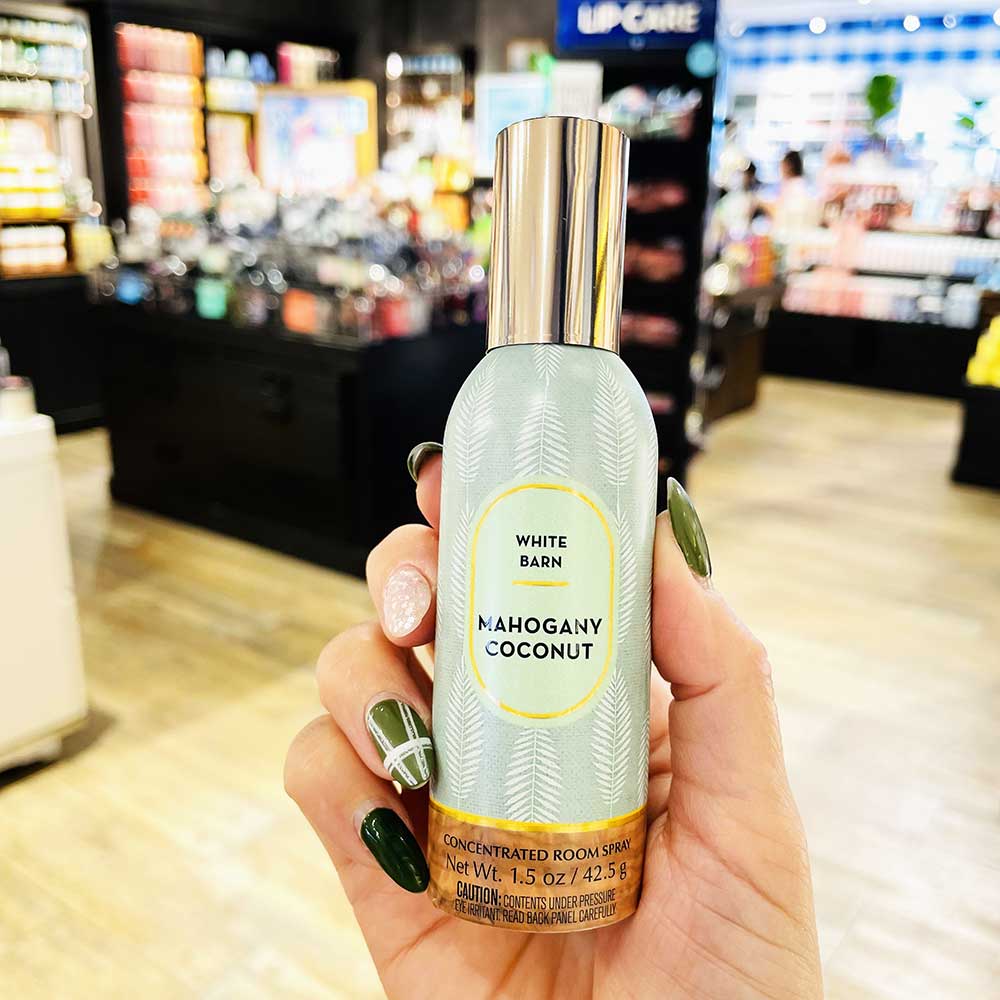 LIP CARE
WHITE
BARN
MAHOGANY
COCONUT
CONCENTRATED ROOM SPRAY
Net Wt. 1.5 oz / 42.5 g
CAUTION: CONTENTS UNDER PRESSURE
EYE IRRITANT. READ BACK PANEL CAREFULLY.